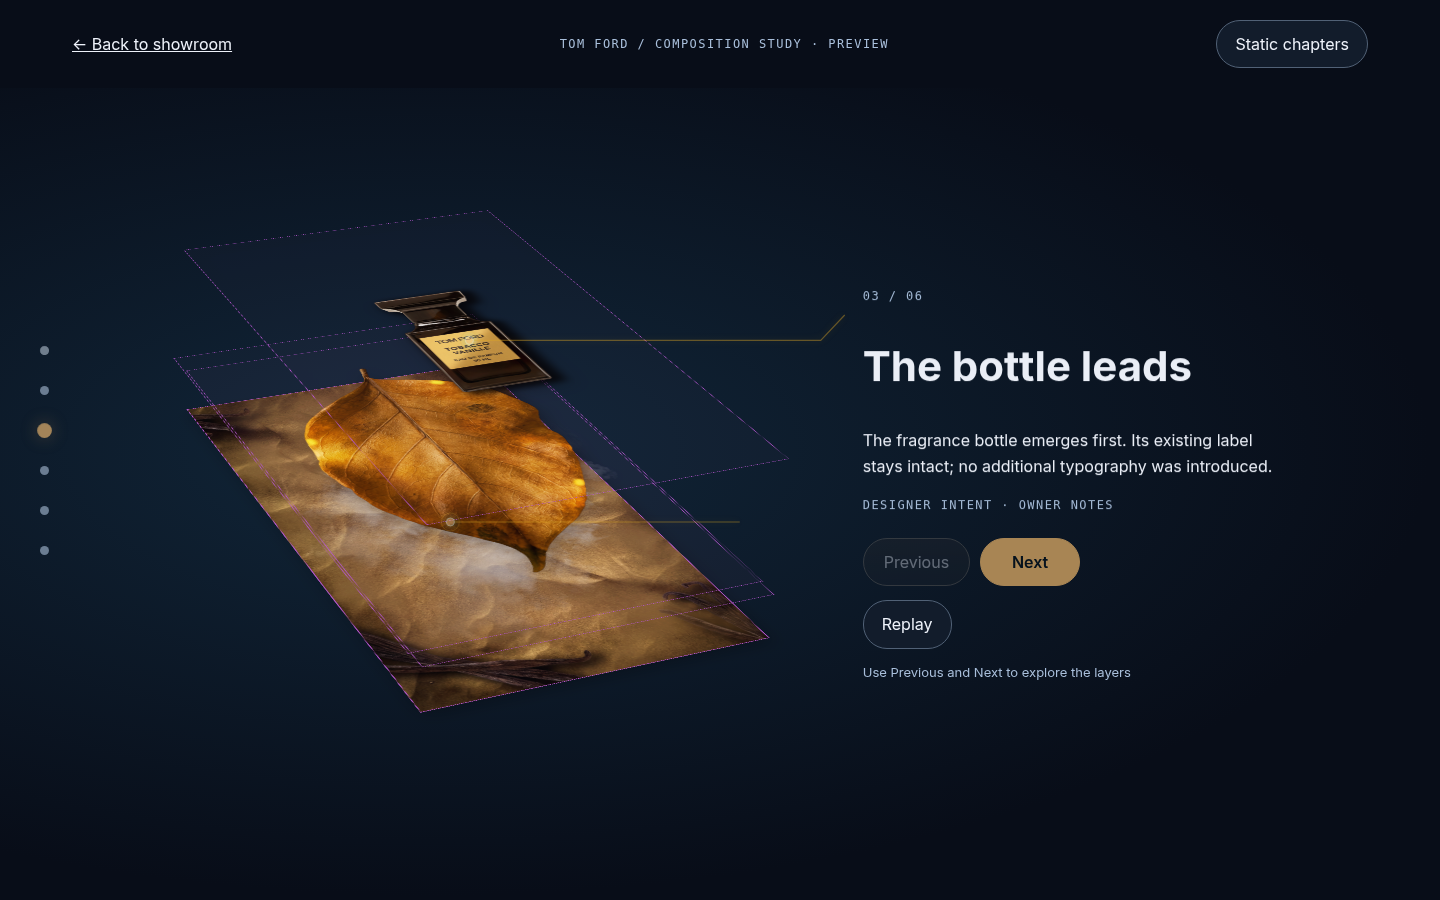 ← Back to showroom
TOM FORD / COMPOSITION STUDY · PREVIEW
Static chapters
TOM FORD
TOBACCO
VANILLE
03 / 06
The bottle leads
The fragrance bottle emerges first. Its existing label
stays intact; no additional typography was introduced.
DESIGNER INTENT · OWNER NOTES
Previous
Next
Replay
Use Previous and Next to explore the layers